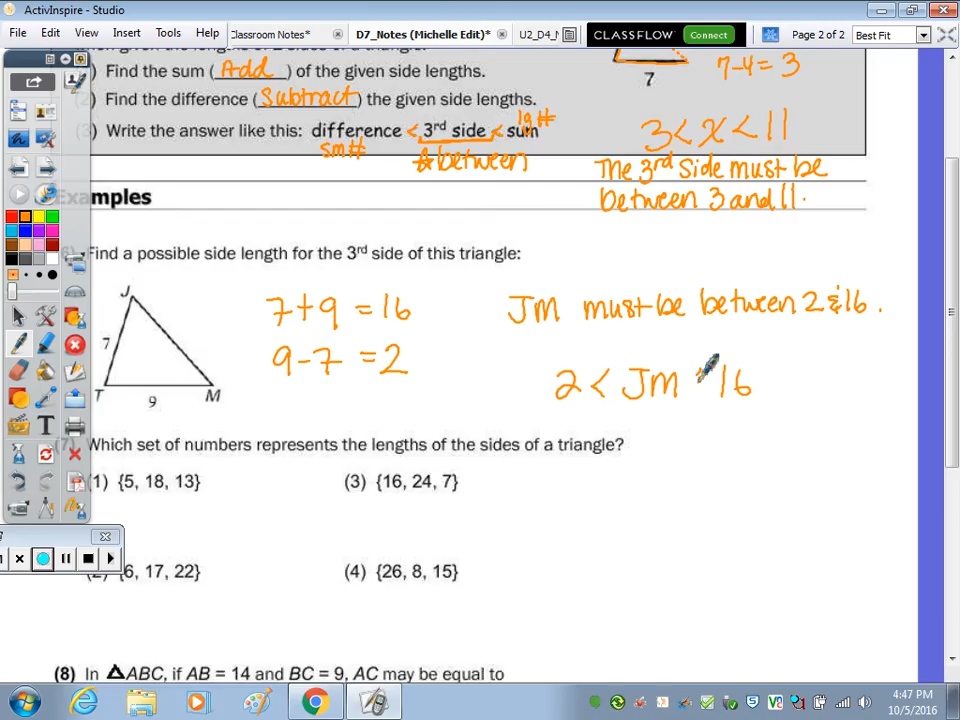 ActivInspire - Studio
File Edit View Insert Tools Help Classroom Notes* D7_Notes (Michelle Edit)* U2_D4_N CLASSFLOW Connect Page 2 of 2 Best Fit
) Find the sum (Add) of the given side lengths.
7-4 = 3
7
(2) Find the difference (Subtract) the given side lengths.
(3) Write the answer like this: difference < 3rd side < sum
lg #
sm#
between
3 < x < 11
The 3rd Side must be
between 3 and 11.
Examples
Find a possible side length for the 3rd side of this triangle:
J
7
T 9 M
7+9 = 16
9-7 = 2
JM must be between 2 & 16.
2 < JM < 16
(7) Which set of numbers represents the lengths of the sides of a triangle?
(1) {5, 18, 13} (3) {16, 24, 7}
(2) {6, 17, 22} (4) {26, 8, 15}
(8) In △ABC, if AB = 14 and BC = 9, AC may be equal to
4:47 PM
10/5/2016